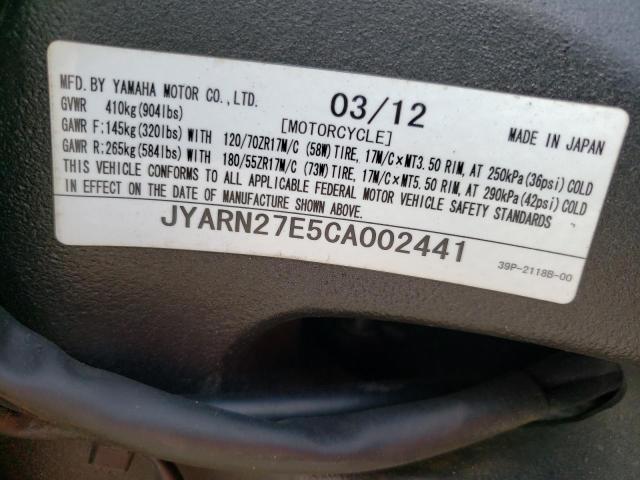 MFD. BY YAMAHA MOTOR CO., LTD. 03/12 MADE IN JAPAN
GVWR 410kg(904lbs) [MOTORCYCLE]
GAWR F:145kg(320lbs)WITH 120/70ZR17M/C (58W)TIRE, 17M/C×MT3.50 RIM, AT 250kPa(36psi)COLD
GAWR R:265kg(584lbs)WITH 180/55ZR17M/C (73W)TIRE, 17M/C×MT5.50 RIM, AT 290kPa(42psi)COLD
THIS VEHICLE CONFORMS TO ALL APPLICABLE FEDERAL MOTOR VEHICLE SAFETY STANDARDS
IN EFFECT ON THE DATE OF MANUFACTURE SHOWN ABOVE.
JYARN27E5CA002441
39P-2118B-00